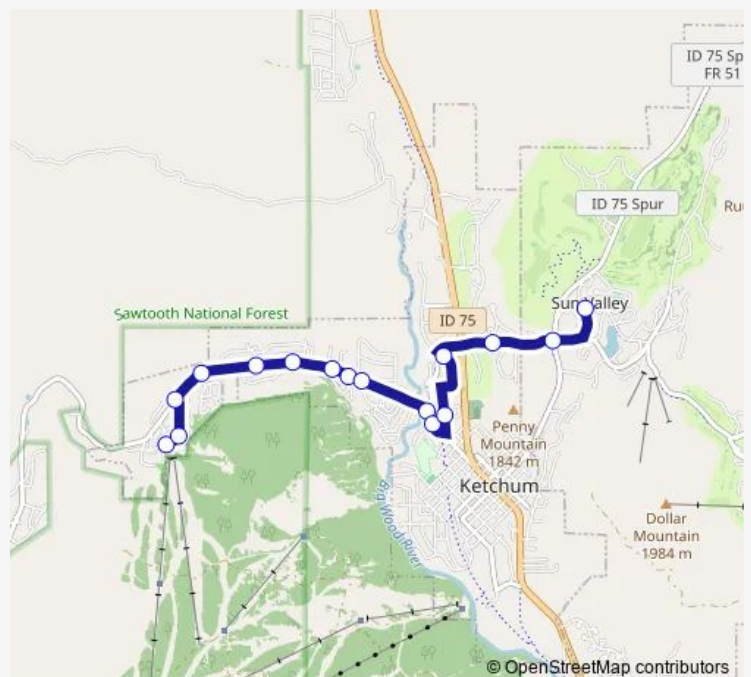 ID 75 Sp
FR 51
ID 75 Spur
Ru
Sun Valley
Sawtooth National Forest
ID 75
Penny
Mountain
1842 m
Ketchum
Big Wood River
Dollar
Mountain
1984 m
© OpenStreetMap contributors